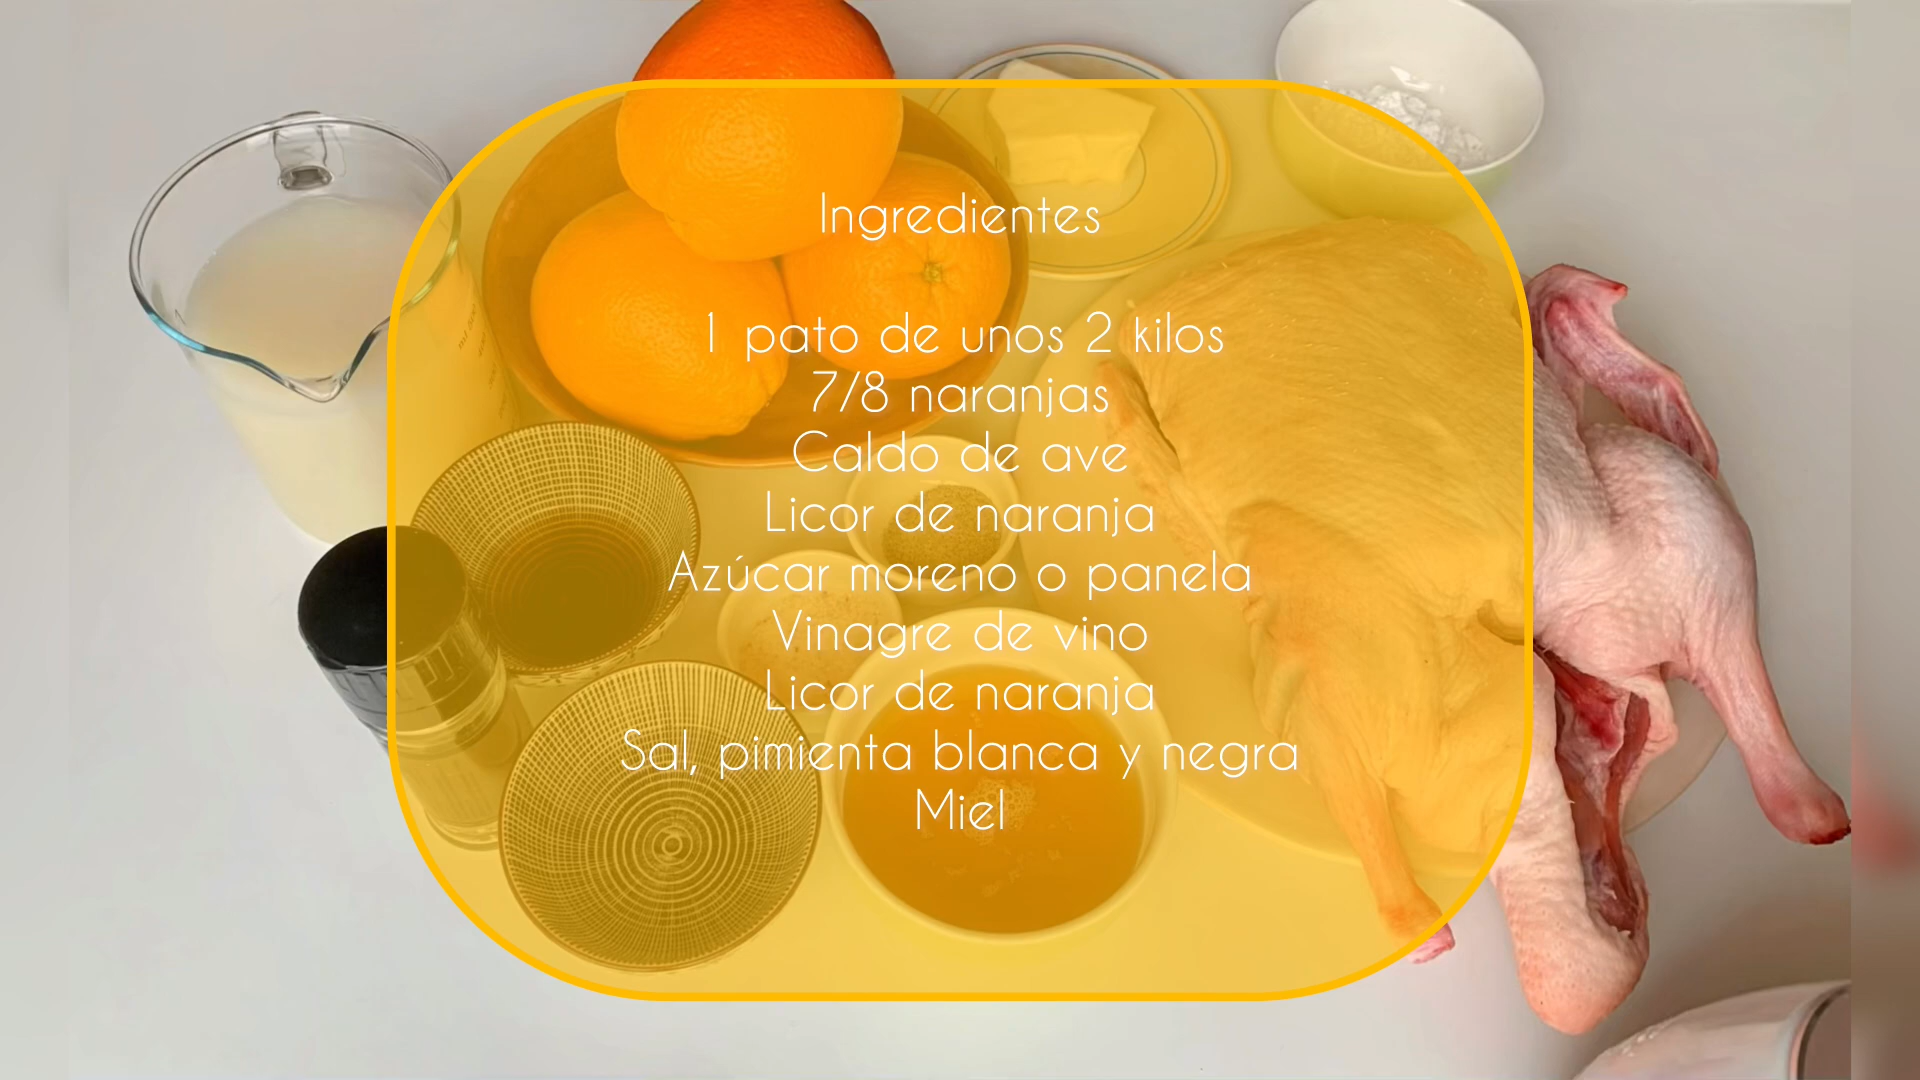 Ingredientes
1 pato de unos 2 kilos
7/8 naranjas
Caldo de ave
Licor de naranja
Azúcar moreno o panela
Vinagre de vino
Licor de naranja
Sal, pimienta blanca y negra
Miel